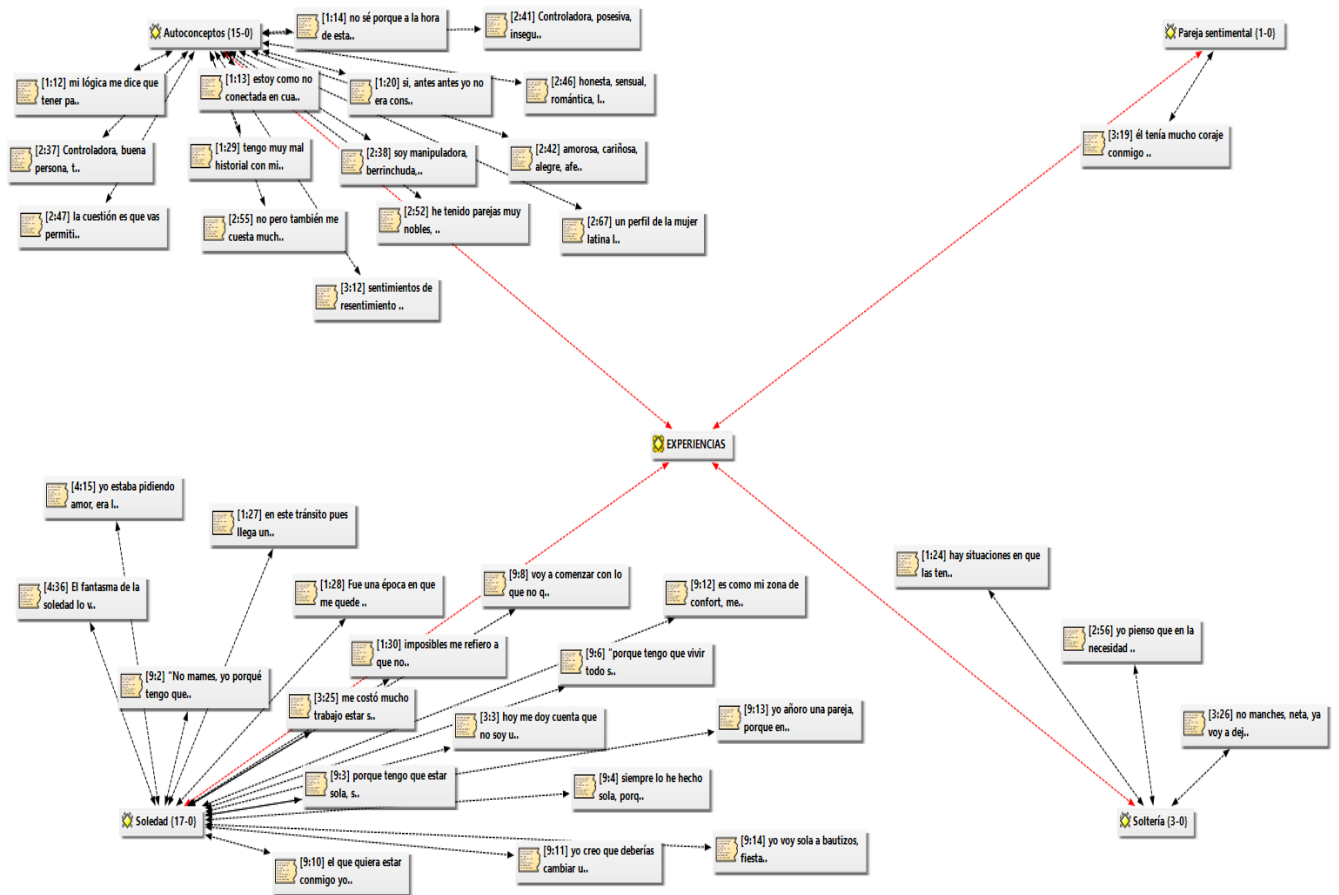 Autoconceptos {15-0}
[1:14] no sé porque a la hora
de esta..
[2:41] Controladora, posesiva,
insegu..
Pareja sentimental {1-0}
[1:12] mi lógica me dice que
tener pa..
[1:13] estoy como no
conectada en cua..
[1:20] si, antes antes yo no
era cons..
[2:46] honesta, sensual,
romántica, l..
[3:19] él tenía mucho coraje
conmigo ..
[2:37] Controladora, buena
persona, t..
[1:29] tengo muy mal
historial con mi..
[2:38] soy manipuladora,
berrinchuda,..
[2:42] amorosa, cariñosa,
alegre, afe..
[2:47] la cuestión es que vas
permiti..
[2:55] no pero también me
cuesta much..
[2:52] he tenido parejas muy
nobles, ..
[2:67] un perfil de la mujer
latina l..
[3:12] sentimientos de
resentimiento ..
EXPERIENCIAS
[4:15] yo estaba pidiendo
amor, era l..
[1:27] en este tránsito pues
llega un..
[1:24] hay situaciones en que
las ten..
[4:36] El fantasma de la
soledad lo v..
[1:28] Fue una época en que
me quede ..
[9:8] voy a comenzar con lo
que no q..
[9:12] es como mi zona de
confort, me..
[2:56] yo pienso que en la
necesidad ..
[1:30] imposibles me refiero a
que no..
[9:6] "porque tengo que vivir
todo s..
[9:2] "No mames, yo porqué
tengo que..
[3:25] me costó mucho
trabajo estar s..
[3:3] hoy me doy cuenta que
no soy u..
[9:13] yo añoro una pareja,
porque en..
[3:26] no manches, neta, ya
voy a dej..
[9:3] porque tengo que estar
sola, s..
[9:4] siempre lo he hecho
sola, porq..
Soledad {17-0}
Soltería {3-0}
[9:10] el que quiera estar
conmigo yo..
[9:11] yo creo que deberías
cambiar u..
[9:14] yo voy sola a bautizos,
fiesta..